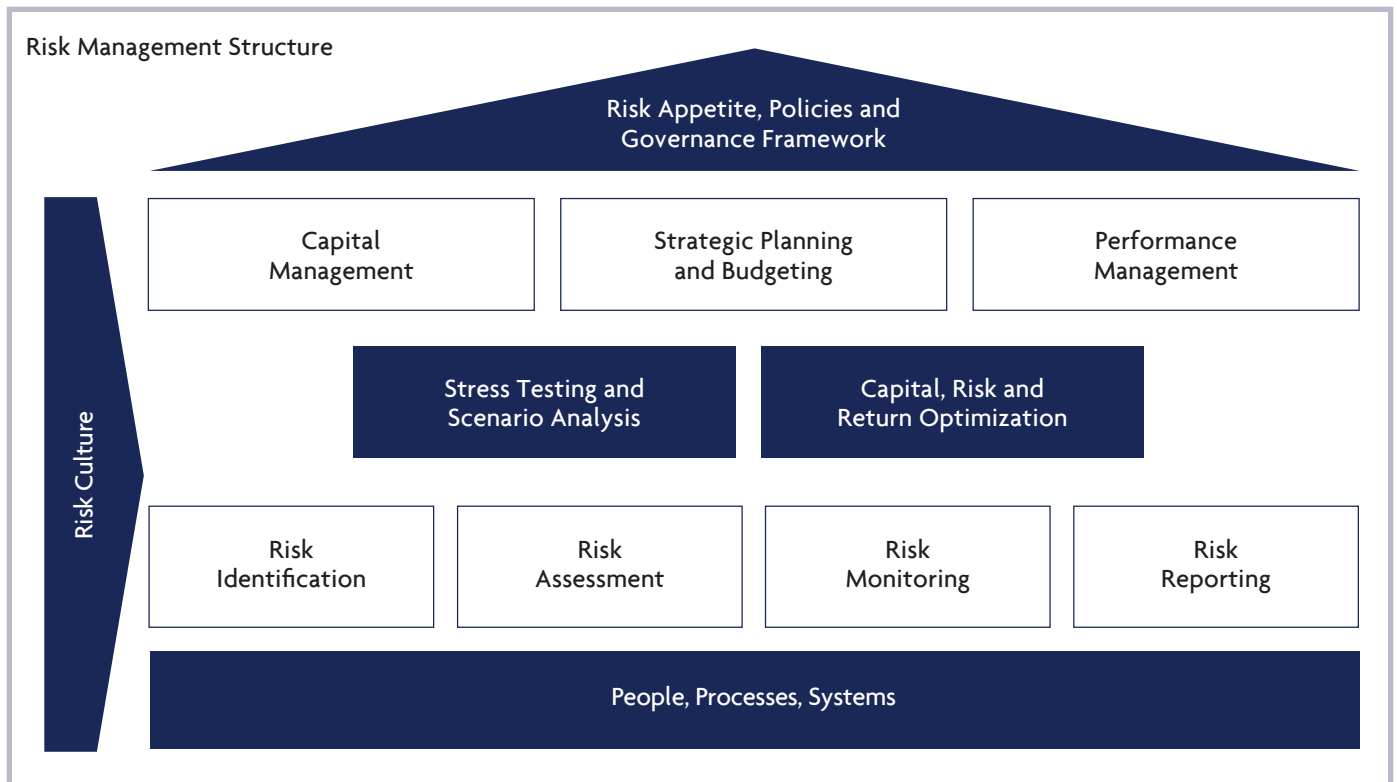 Risk Management Structure
Risk Appetite, Policies and
Governance Framework
Capital
Management
Strategic Planning
and Budgeting
Performance
Management
Stress Testing and
Scenario Analysis
Capital, Risk and
Return Optimization
Risk Culture
Risk
Identification
Risk
Assessment
Risk
Monitoring
Risk
Reporting
People, Processes, Systems